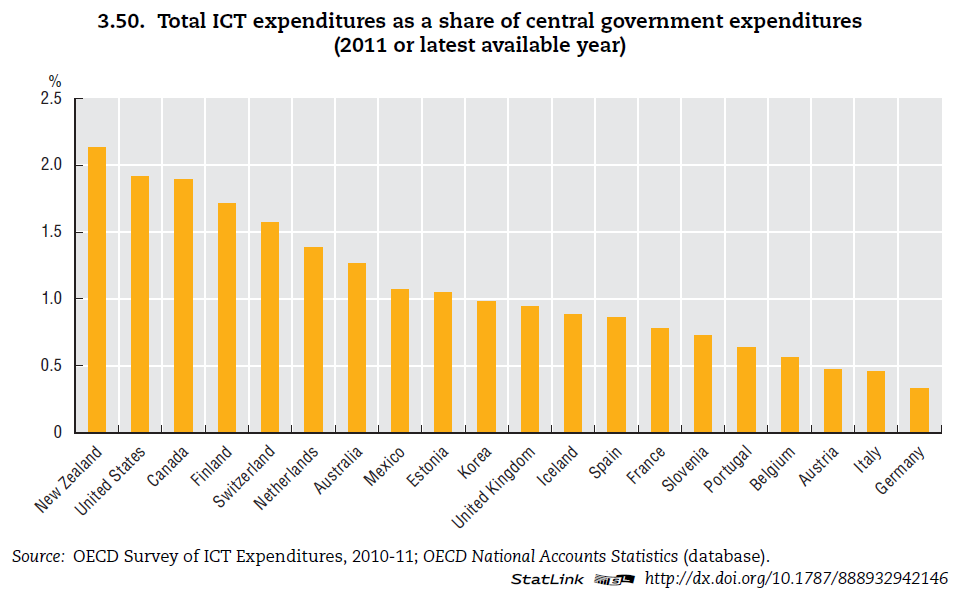 3.50. Total ICT expenditures as a share of central government expenditures
(2011 or latest available year)
%
2.5
2.0
1.5
1.0
0.5
0
New Zealand
United States
Canada
Finland
Switzerland
Netherlands
Australia
Mexico
Estonia
Korea
United Kingdom
Iceland
Spain
France
Slovenia
Portugal
Belgium
Austria
Italy
Germany
Source: OECD Survey of ICT Expenditures, 2010-11; OECD National Accounts Statistics (database).
StatLink http://dx.doi.org/10.1787/888932942146